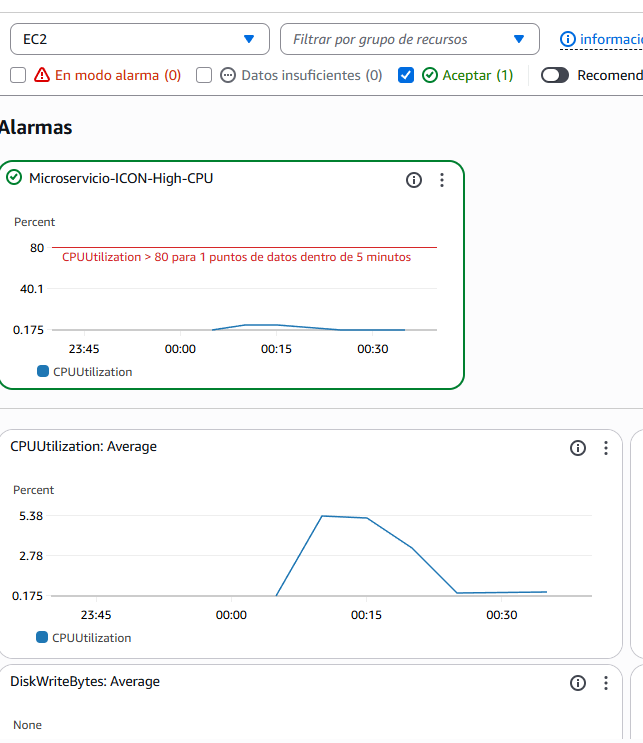 EC2
Filtrar por grupo de recursos
En modo alarma (0)
Datos insuficientes (0)
Aceptar (1)
Alarmas
Microservicio-ICON-High-CPU
Percent
80
CPUUtilization > 80 para 1 puntos de datos dentro de 5 minutos
40.1
0.175
23:45 00:00 00:15 00:30
CPUUtilization
CPUUtilization: Average
Percent
5.38
2.78
0.175
23:45 00:00 00:15 00:30
CPUUtilization
DiskWriteBytes: Average
None